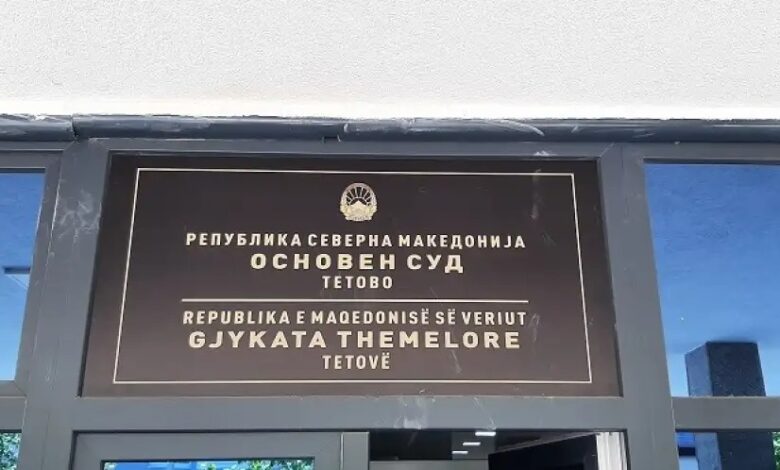 РЕПУБЛИКА СЕВЕРНА МАКЕДОНИЈА
ОСНОВЕН СУД
ТЕТОВО
REPUBLIKA E MAQEDONISË SË VERIUT
GJYKATA THEMELORE
TETOVË